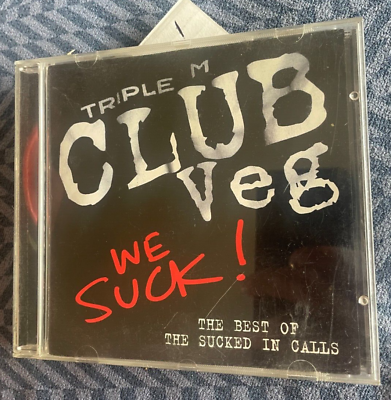 TRIPLE M
CLUB
Veg
WE
SUCK!
THE BEST OF
THE SUCKED IN CALLS